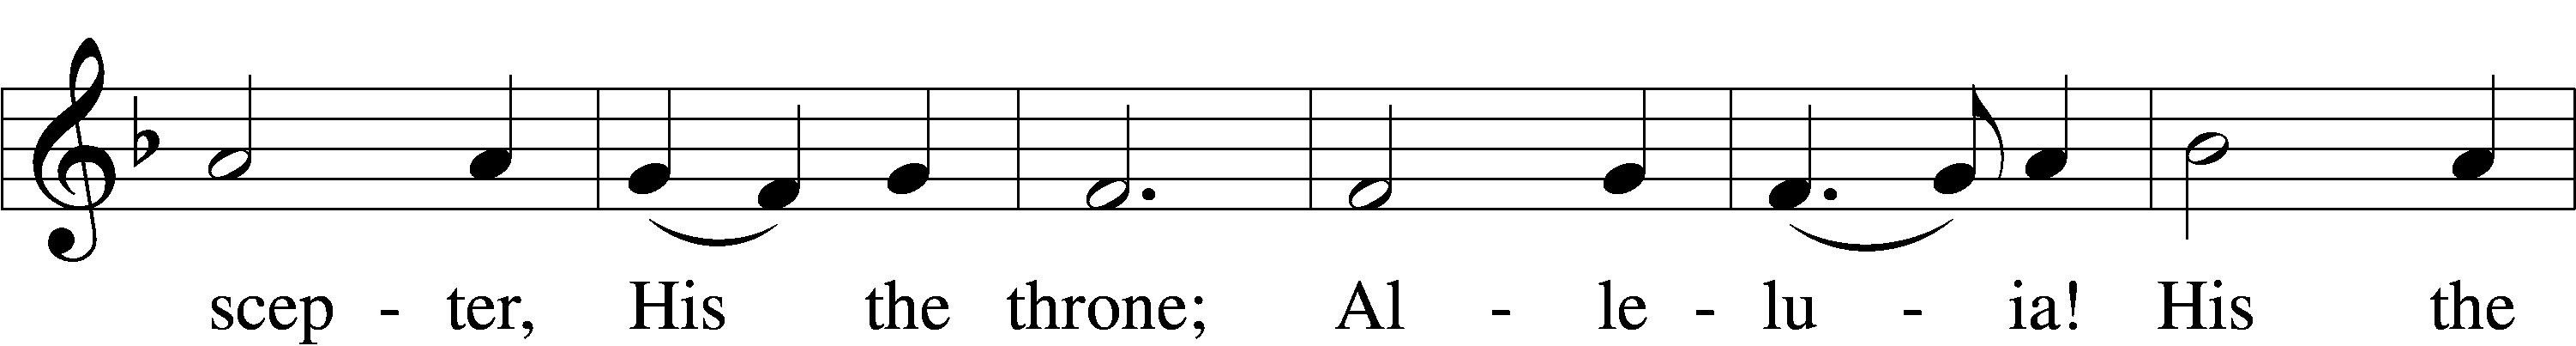 scep - ter, His the throne; Al - le - lu - ia! His the